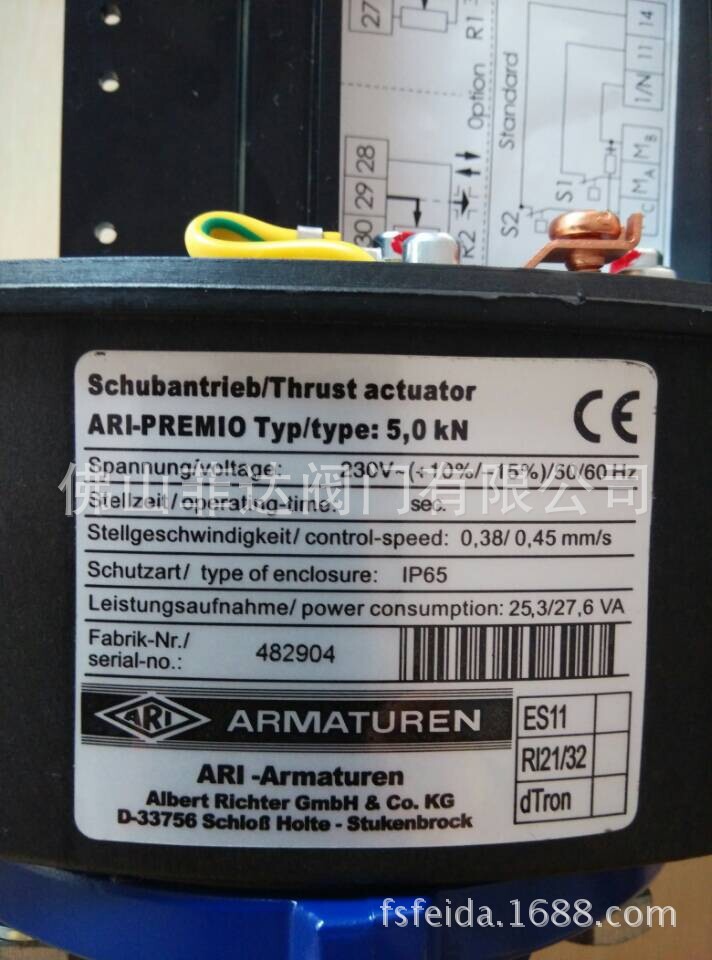 27
R1
14
11
1/N
MB
MA
C
28
29
30
Option
R2
Standard
S1
S2
Schubantrieb/Thrust actuator
ARI-PREMIO Typ/type: 5,0 kN
CE
Spannung/voltage: 230V~(+10%/-15%)/60/60 Hz
佛山菲达阀门有限公司
Stellzeit/operating-time: sec.
Stellgeschwindigkeit/ control-speed: 0,38/ 0,45 mm/s
Schutzart/ type of enclosure: IP65
Leistungsaufnahme/ power consumption: 25,3/27,6 VA
Fabrik-Nr./
serial-no.: 482904
ARI ARMATUREN
ES11
RI21/32
dTron
ARI -Armaturen
Albert Richter GmbH & Co. KG
D-33756 Schloß Holte - Stukenbrock
fsfeida.1688.com